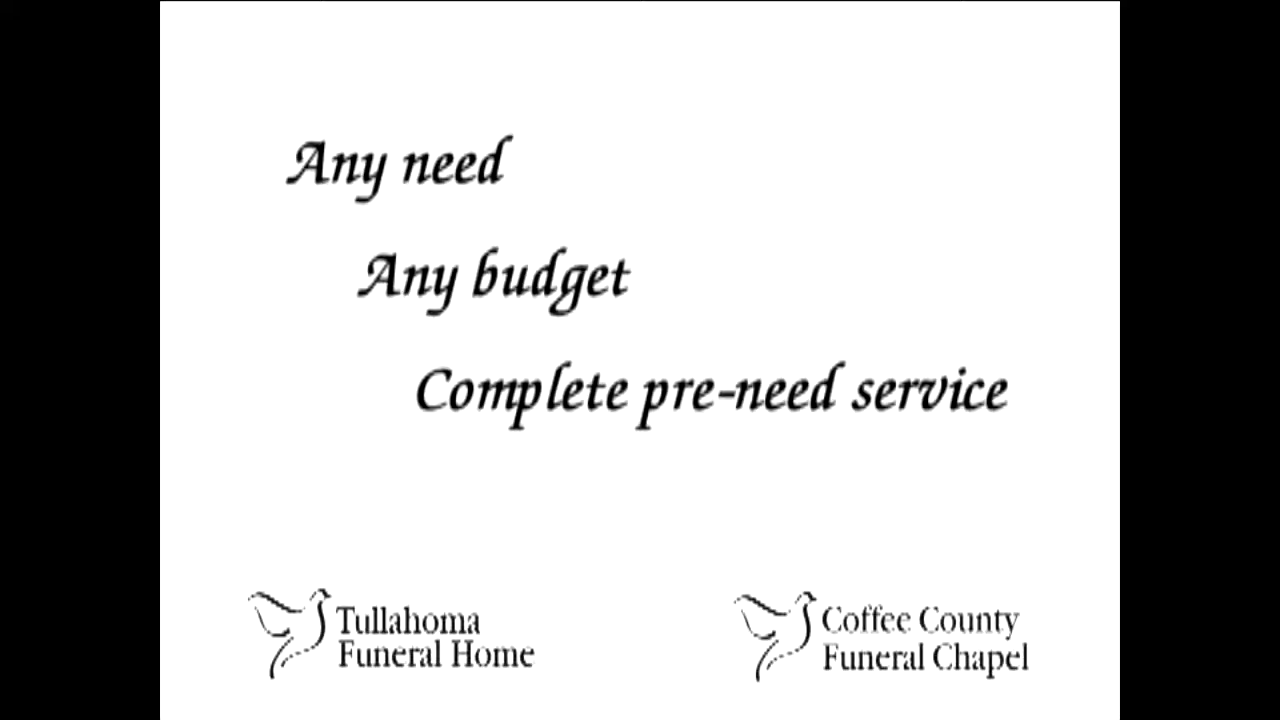 Any need
Any budget
Complete pre-need service
Tullahoma
Funeral Home
Coffee County
Funeral Chapel